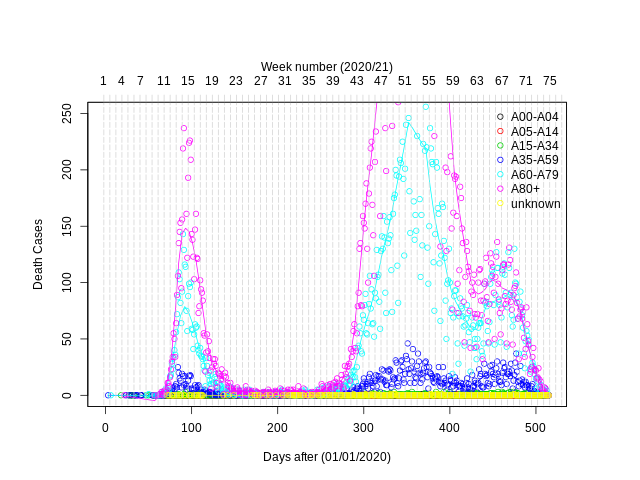 Week number (2020/21)
1 4 7 11 15 19 23 27 31 35 39 43 47 51 55 59 63 67 71 75
250
200
150
100
50
0
Death Cases
A00-A04
A05-A14
A15-A34
A35-A59
A60-A79
A80+
unknown
0 100 200 300 400 500
Days after (01/01/2020)